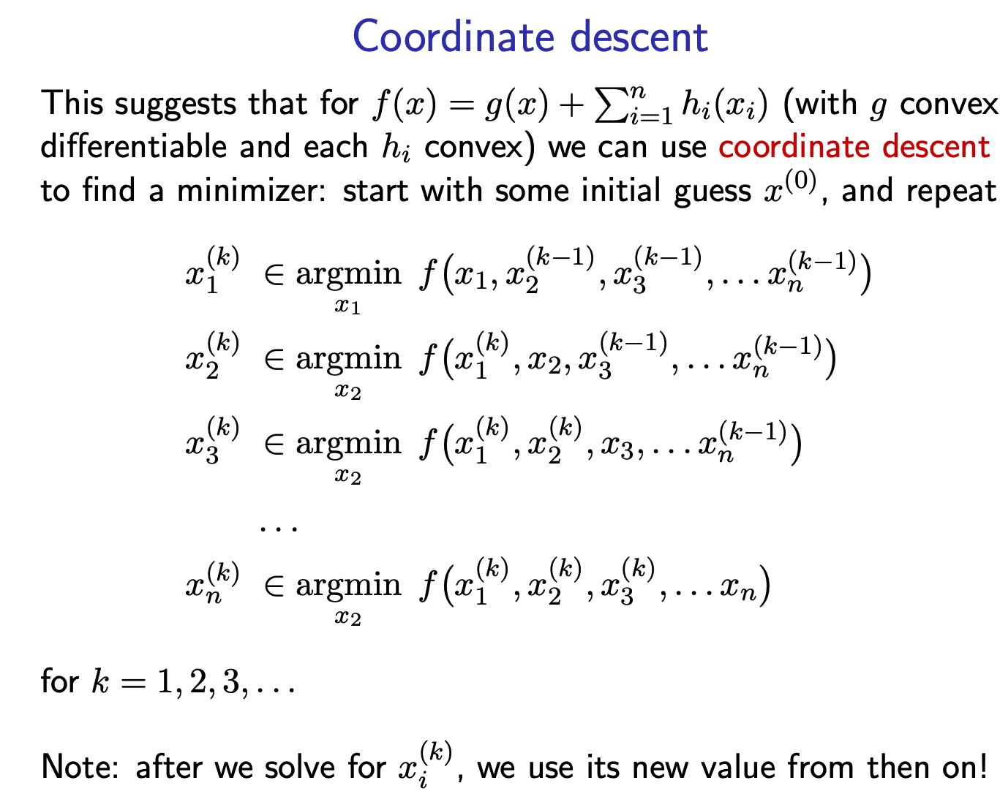 Coordinate descent
This suggests that for $f(x) = g(x) + \sum_{i=1}^{n} h_i(x_i)$ (with $g$ convex
differentiable and each $h_i$ convex) we can use coordinate descent
to find a minimizer: start with some initial guess $x^{(0)}$, and repeat
$x_1^{(k)} \in \underset{x_1}{\operatorname{argmin}} \; f\big(x_1, x_2^{(k-1)}, x_3^{(k-1)}, \ldots x_n^{(k-1)}\big)$
$x_2^{(k)} \in \underset{x_2}{\operatorname{argmin}} \; f\big(x_1^{(k)}, x_2, x_3^{(k-1)}, \ldots x_n^{(k-1)}\big)$
$x_3^{(k)} \in \underset{x_2}{\operatorname{argmin}} \; f\big(x_1^{(k)}, x_2^{(k)}, x_3, \ldots x_n^{(k-1)}\big)$
$\ldots$
$x_n^{(k)} \in \underset{x_2}{\operatorname{argmin}} \; f\big(x_1^{(k)}, x_2^{(k)}, x_3^{(k)}, \ldots x_n\big)$
for $k = 1, 2, 3, \ldots$
Note: after we solve for $x_i^{(k)}$, we use its new value from then on!